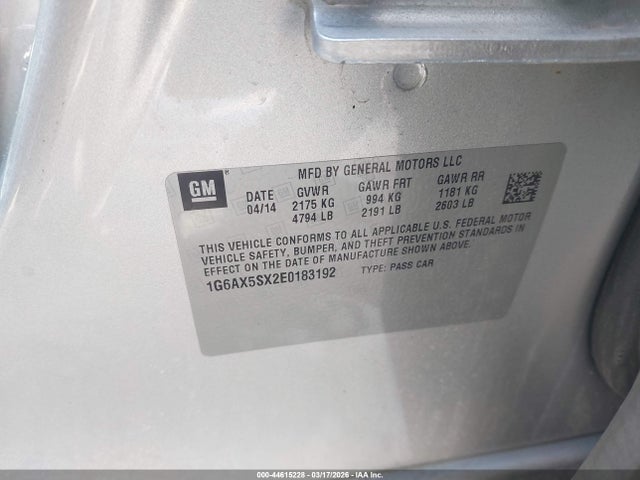 MFD BY GENERAL MOTORS LLC
GM
DATE GVWR GAWR FRT GAWR RR
04/14 2175 KG 994 KG 1181 KG
4794 LB 2191 LB 2603 LB
THIS VEHICLE CONFORMS TO ALL APPLICABLE U.S. FEDERAL MOTOR
VEHICLE SAFETY, BUMPER, AND THEFT PREVENTION STANDARDS IN
EFFECT ON THE DATE OF MANUFACTURE SHOWN ABOVE.
1G6AX5SX2E0183192 TYPE: PASS CAR
000-44615228 - 03/17/2026 - IAA Inc.